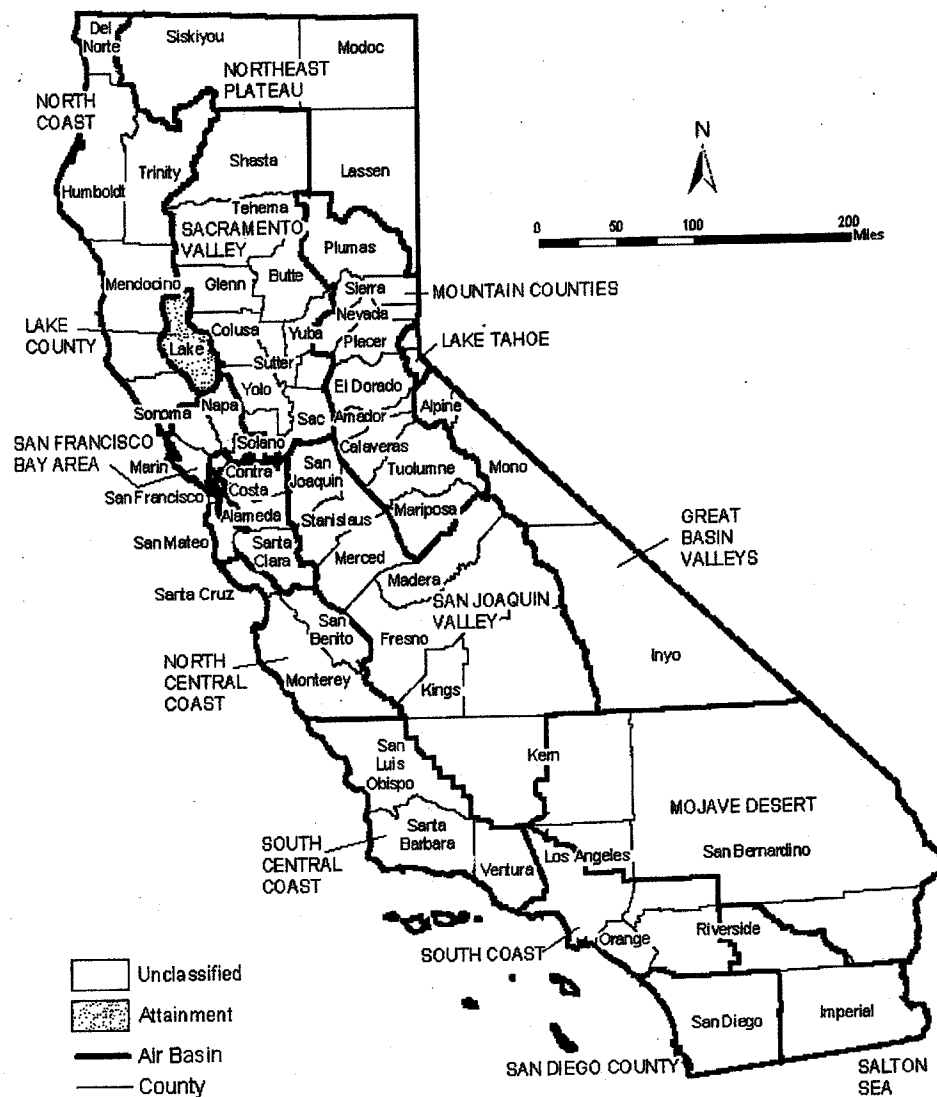 Del
Norte
Siskiyou
Modoc
NORTHEAST
PLATEAU
NORTH
COAST
Shasta
Trinity
Lassen
Humboldt
N
Tehema
SACRAMENTO
VALLEY
Plumas
0
50
100
200
Miles
Mendocino
Glenn
Butte
Sierra
MOUNTAIN COUNTIES
Nevada
LAKE
COUNTY
Colusa
Yuba
Placer
LAKE TAHOE
Lake
Sutter
Yolo
El Dorado
Sonoma
Napa
Sac
Amador
Alpine
Solano
Calaveras
SAN FRANCISCO
BAY AREA
Marin
Contra
Costa
San
Joaquin
Tuolumne
Mono
San Francisco
Alameda
Stanislaus
Mariposa
GREAT
BASIN
VALLEYS
San Mateo
Santa
Clara
Merced
Madera
Santa Cruz
SAN JOAQUIN
VALLEY
San
Benito
Fresno
Inyo
NORTH
CENTRAL
COAST
Monterey
Kings
San
Luis
Obispo
Kern
MOJAVE DESERT
SOUTH
CENTRAL
COAST
Santa
Barbara
Ventura
Los Angeles
San Bernardino
SOUTH COAST
Orange
Riverside
Unclassified
Attainment
Air Basin
County
San Diego
Imperial
SAN DIEGO COUNTY
SALTON
SEA